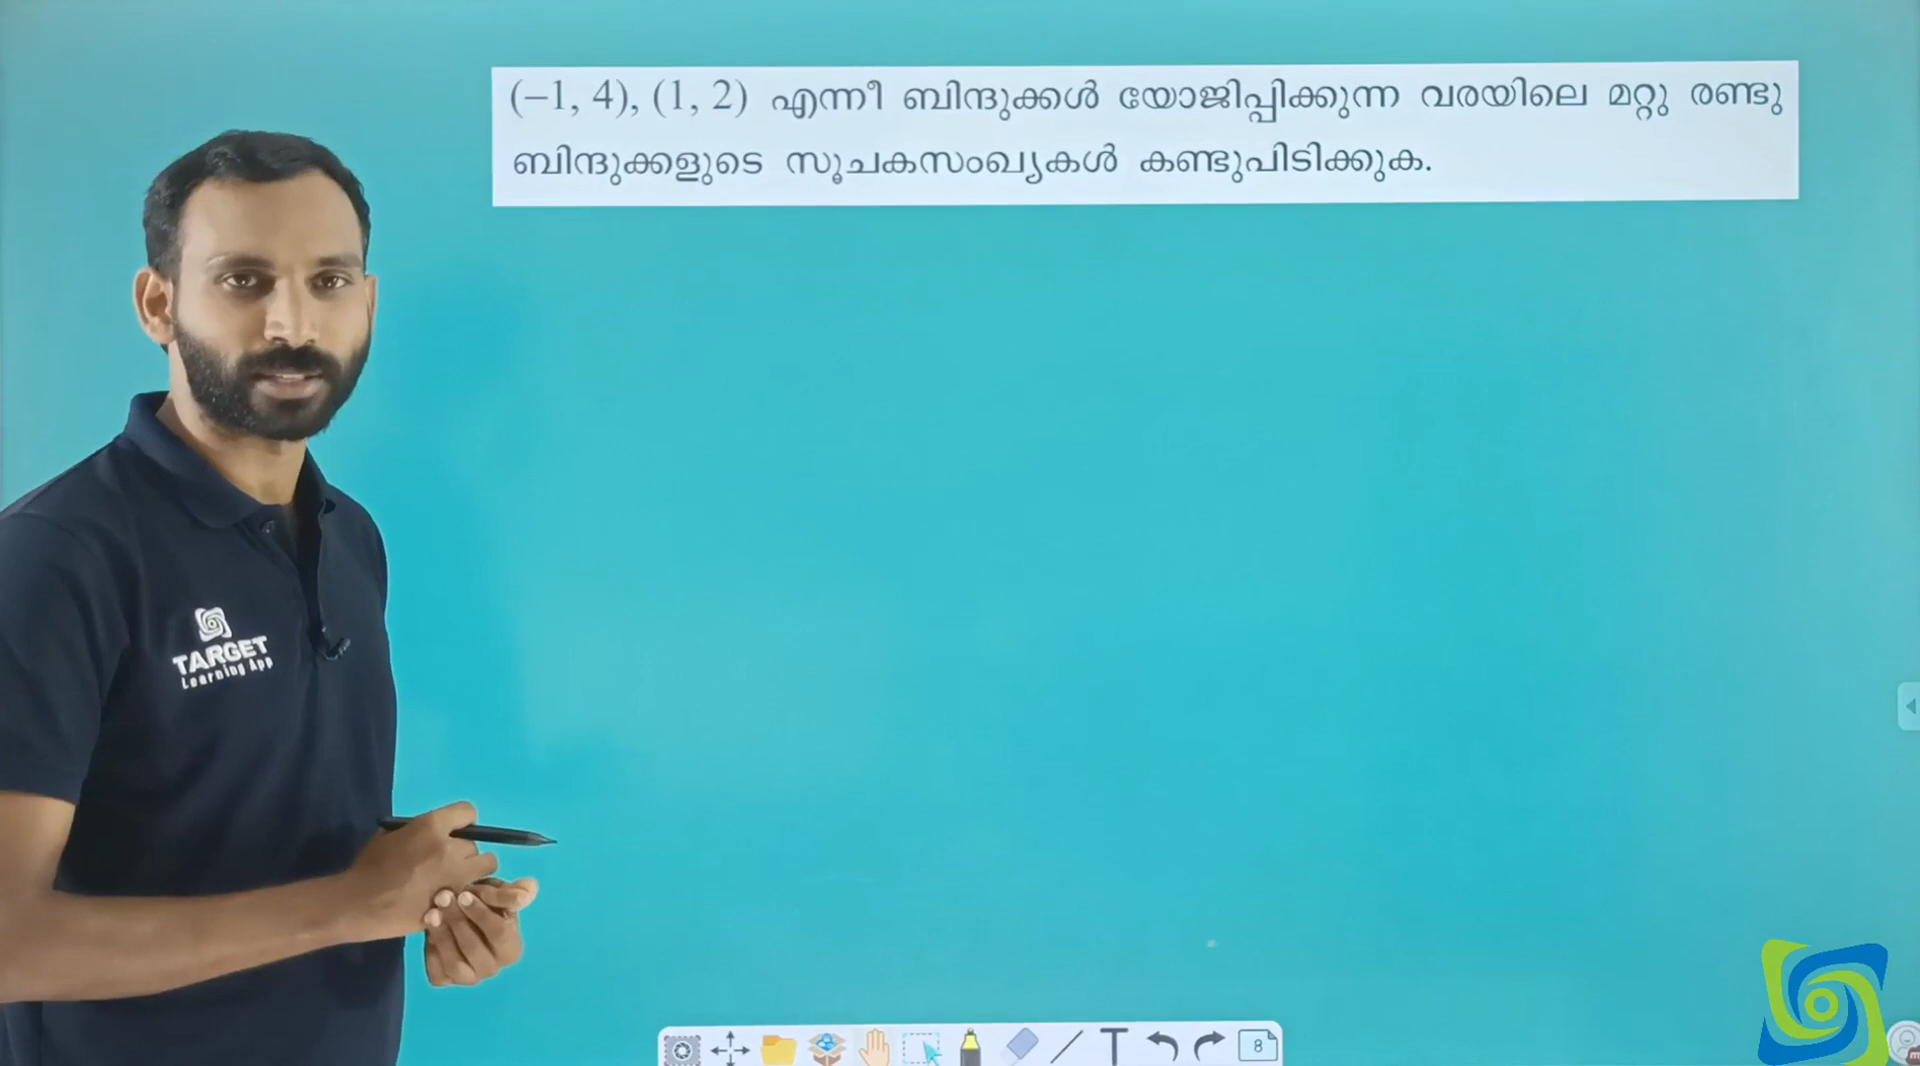 (−1, 4), (1, 2) എന്നീ ബിന്ദുക്കൾ യോജിപ്പിക്കുന്ന വരയിലെ മറ്റു രണ്ടു
ബിന്ദുക്കളുടെ സൂചകസംഖ്യകൾ കണ്ടുപിടിക്കുക.
TARGET
Learning App
T
8
m